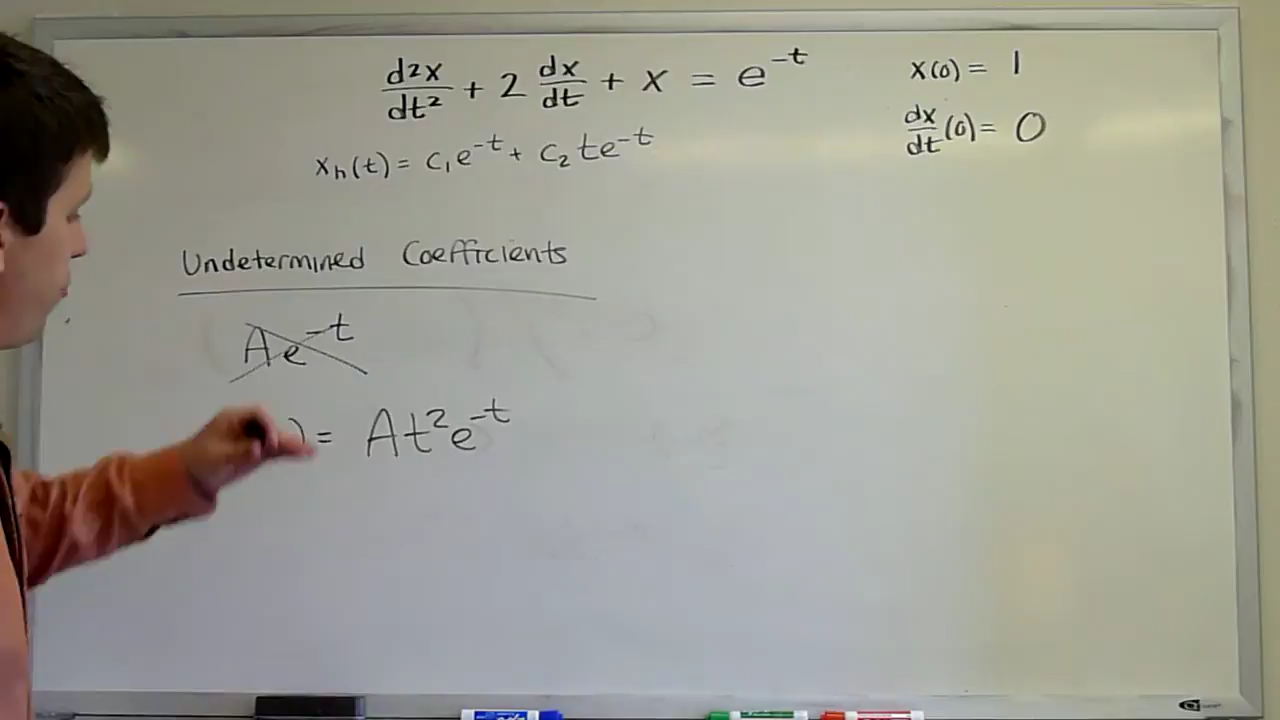 d²x/dt² + 2 dx/dt + x = e^-t
x(0) = 1
dx/dt (0) = 0
xₕ(t) = c₁e^-t + c₂te^-t
Undetermined Coefficients
Ae^-t
) = At²e^-t